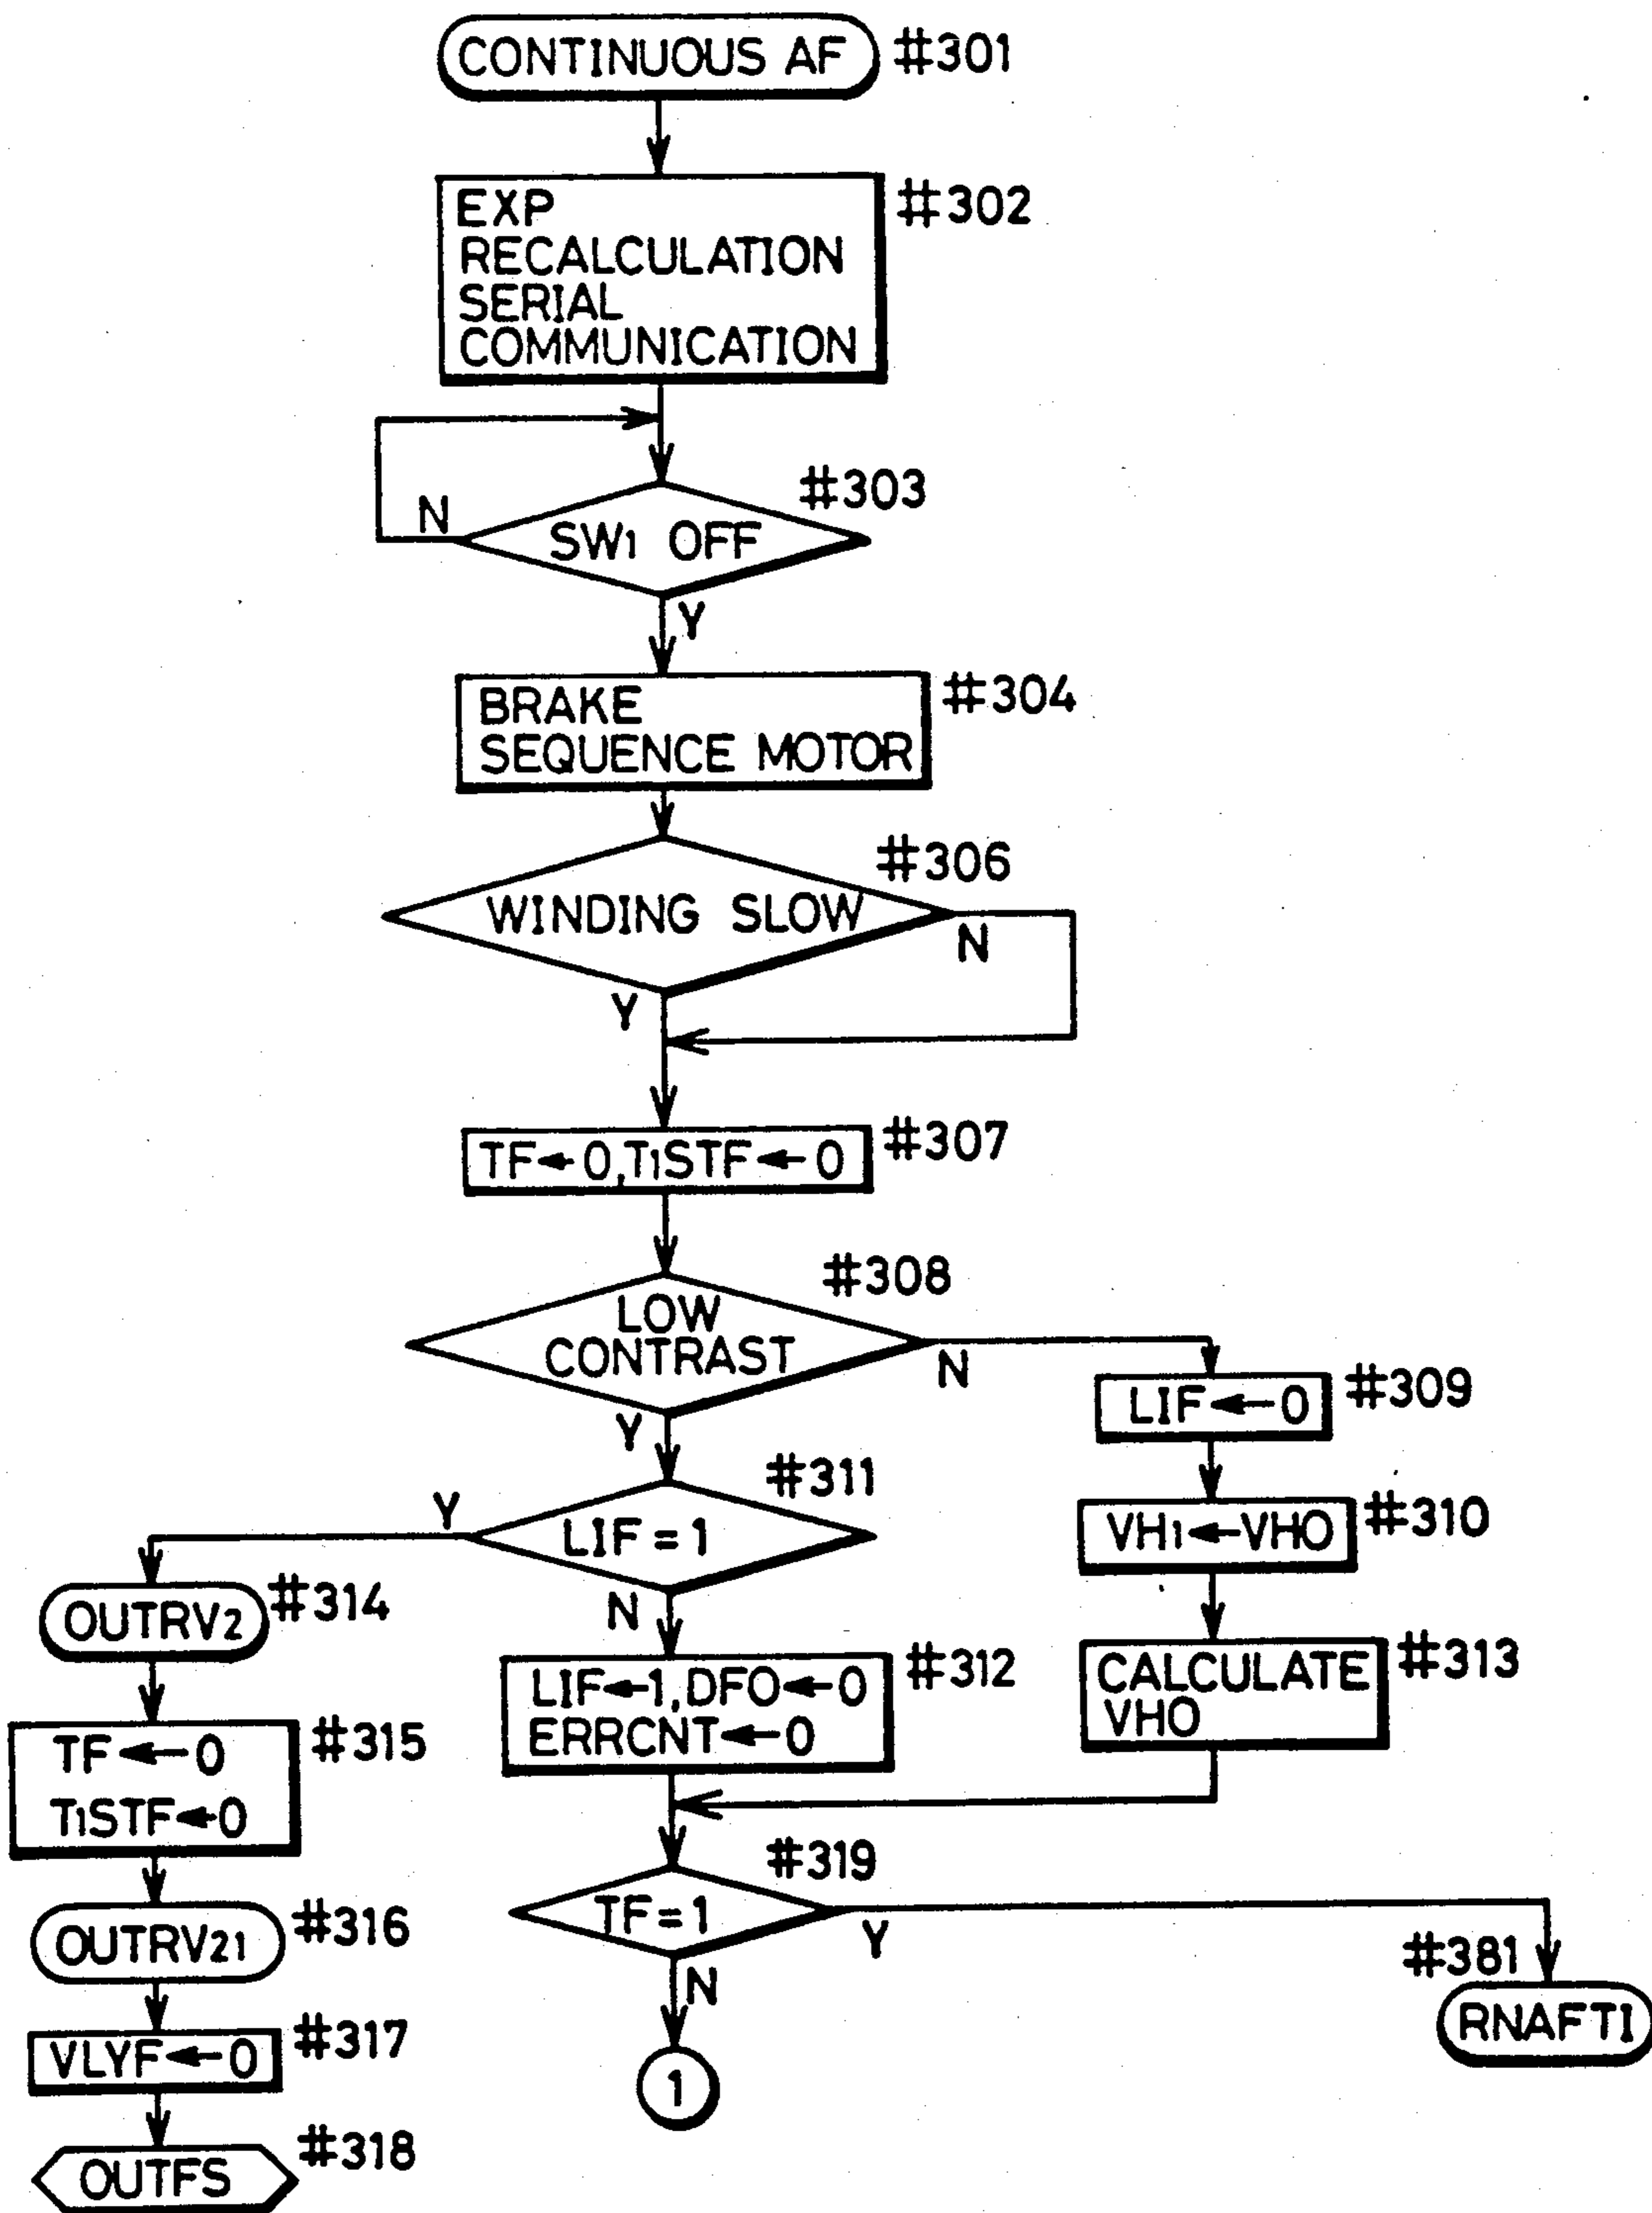 CONTINUOUS AF #301
EXP #302
RECALCULATION
SERIAL
COMMUNICATION
#303
N
SW1 OFF
Y
BRAKE #304
SEQUENCE MOTOR
#306
WINDING SLOW
N
Y
TF←0,T1STF←0 #307
#308
LOW
CONTRAST
N
Y
LIF←0 #309
#311
Y
LIF=1
N
VH1←VH0 #310
OUTRV2 #314
LIF←1,DF0←0 #312
ERRCNT←0
CALCULATE #313
VH0
TF←0 #315
T1STF←0
#319
TF=1
Y
N
OUTRV21 #316
#381
RNAFTI
VLYF←0 #317
1
OUTFS #318